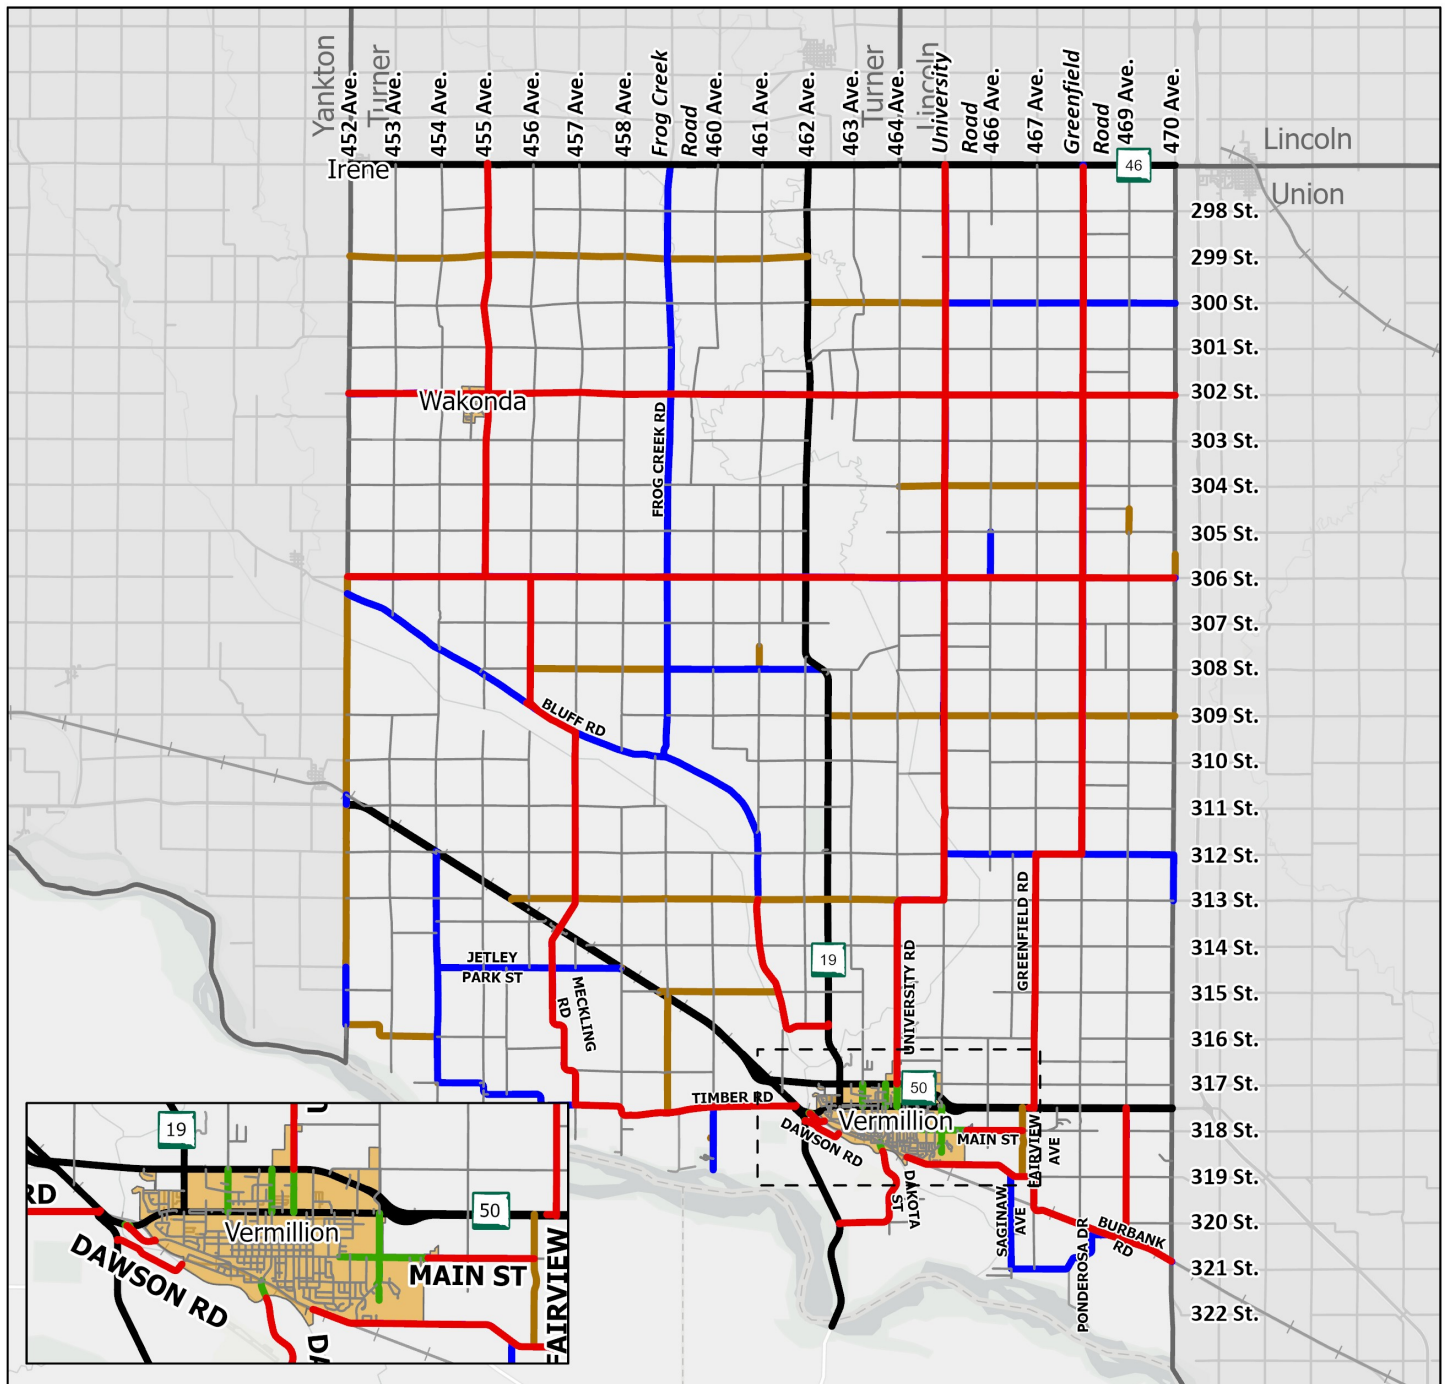 Yankton
Turner
Turner
Lincoln
452 Ave.
453 Ave.
454 Ave.
455 Ave.
456 Ave.
457 Ave.
458 Ave.
Frog Creek
Road
460 Ave.
461 Ave.
462 Ave.
463 Ave.
464 Ave.
University
Road
466 Ave.
467 Ave.
Greenfield
Road
469 Ave.
470 Ave.
Lincoln
Union
Irene
46
298 St.
299 St.
300 St.
301 St.
302 St.
Wakonda
303 St.
FROG CREEK RD
304 St.
305 St.
306 St.
307 St.
308 St.
BLUFF RD
309 St.
310 St.
311 St.
312 St.
GREENFIELD RD
313 St.
314 St.
19
UNIVERSITY RD
JETLEY
PARK ST
MECKLING
RD
315 St.
316 St.
317 St.
50
TIMBER RD
Vermillion
DAWSON RD
MAIN ST
FAIRVIEW
AVE
318 St.
319 St.
DAKOTA
ST
SAGINAW
AVE
320 St.
BURBANK
RD
PONDEROSA DR
321 St.
322 St.
19
RD
50
Vermillion
DAWSON RD
MAIN ST
FAIRVIEW